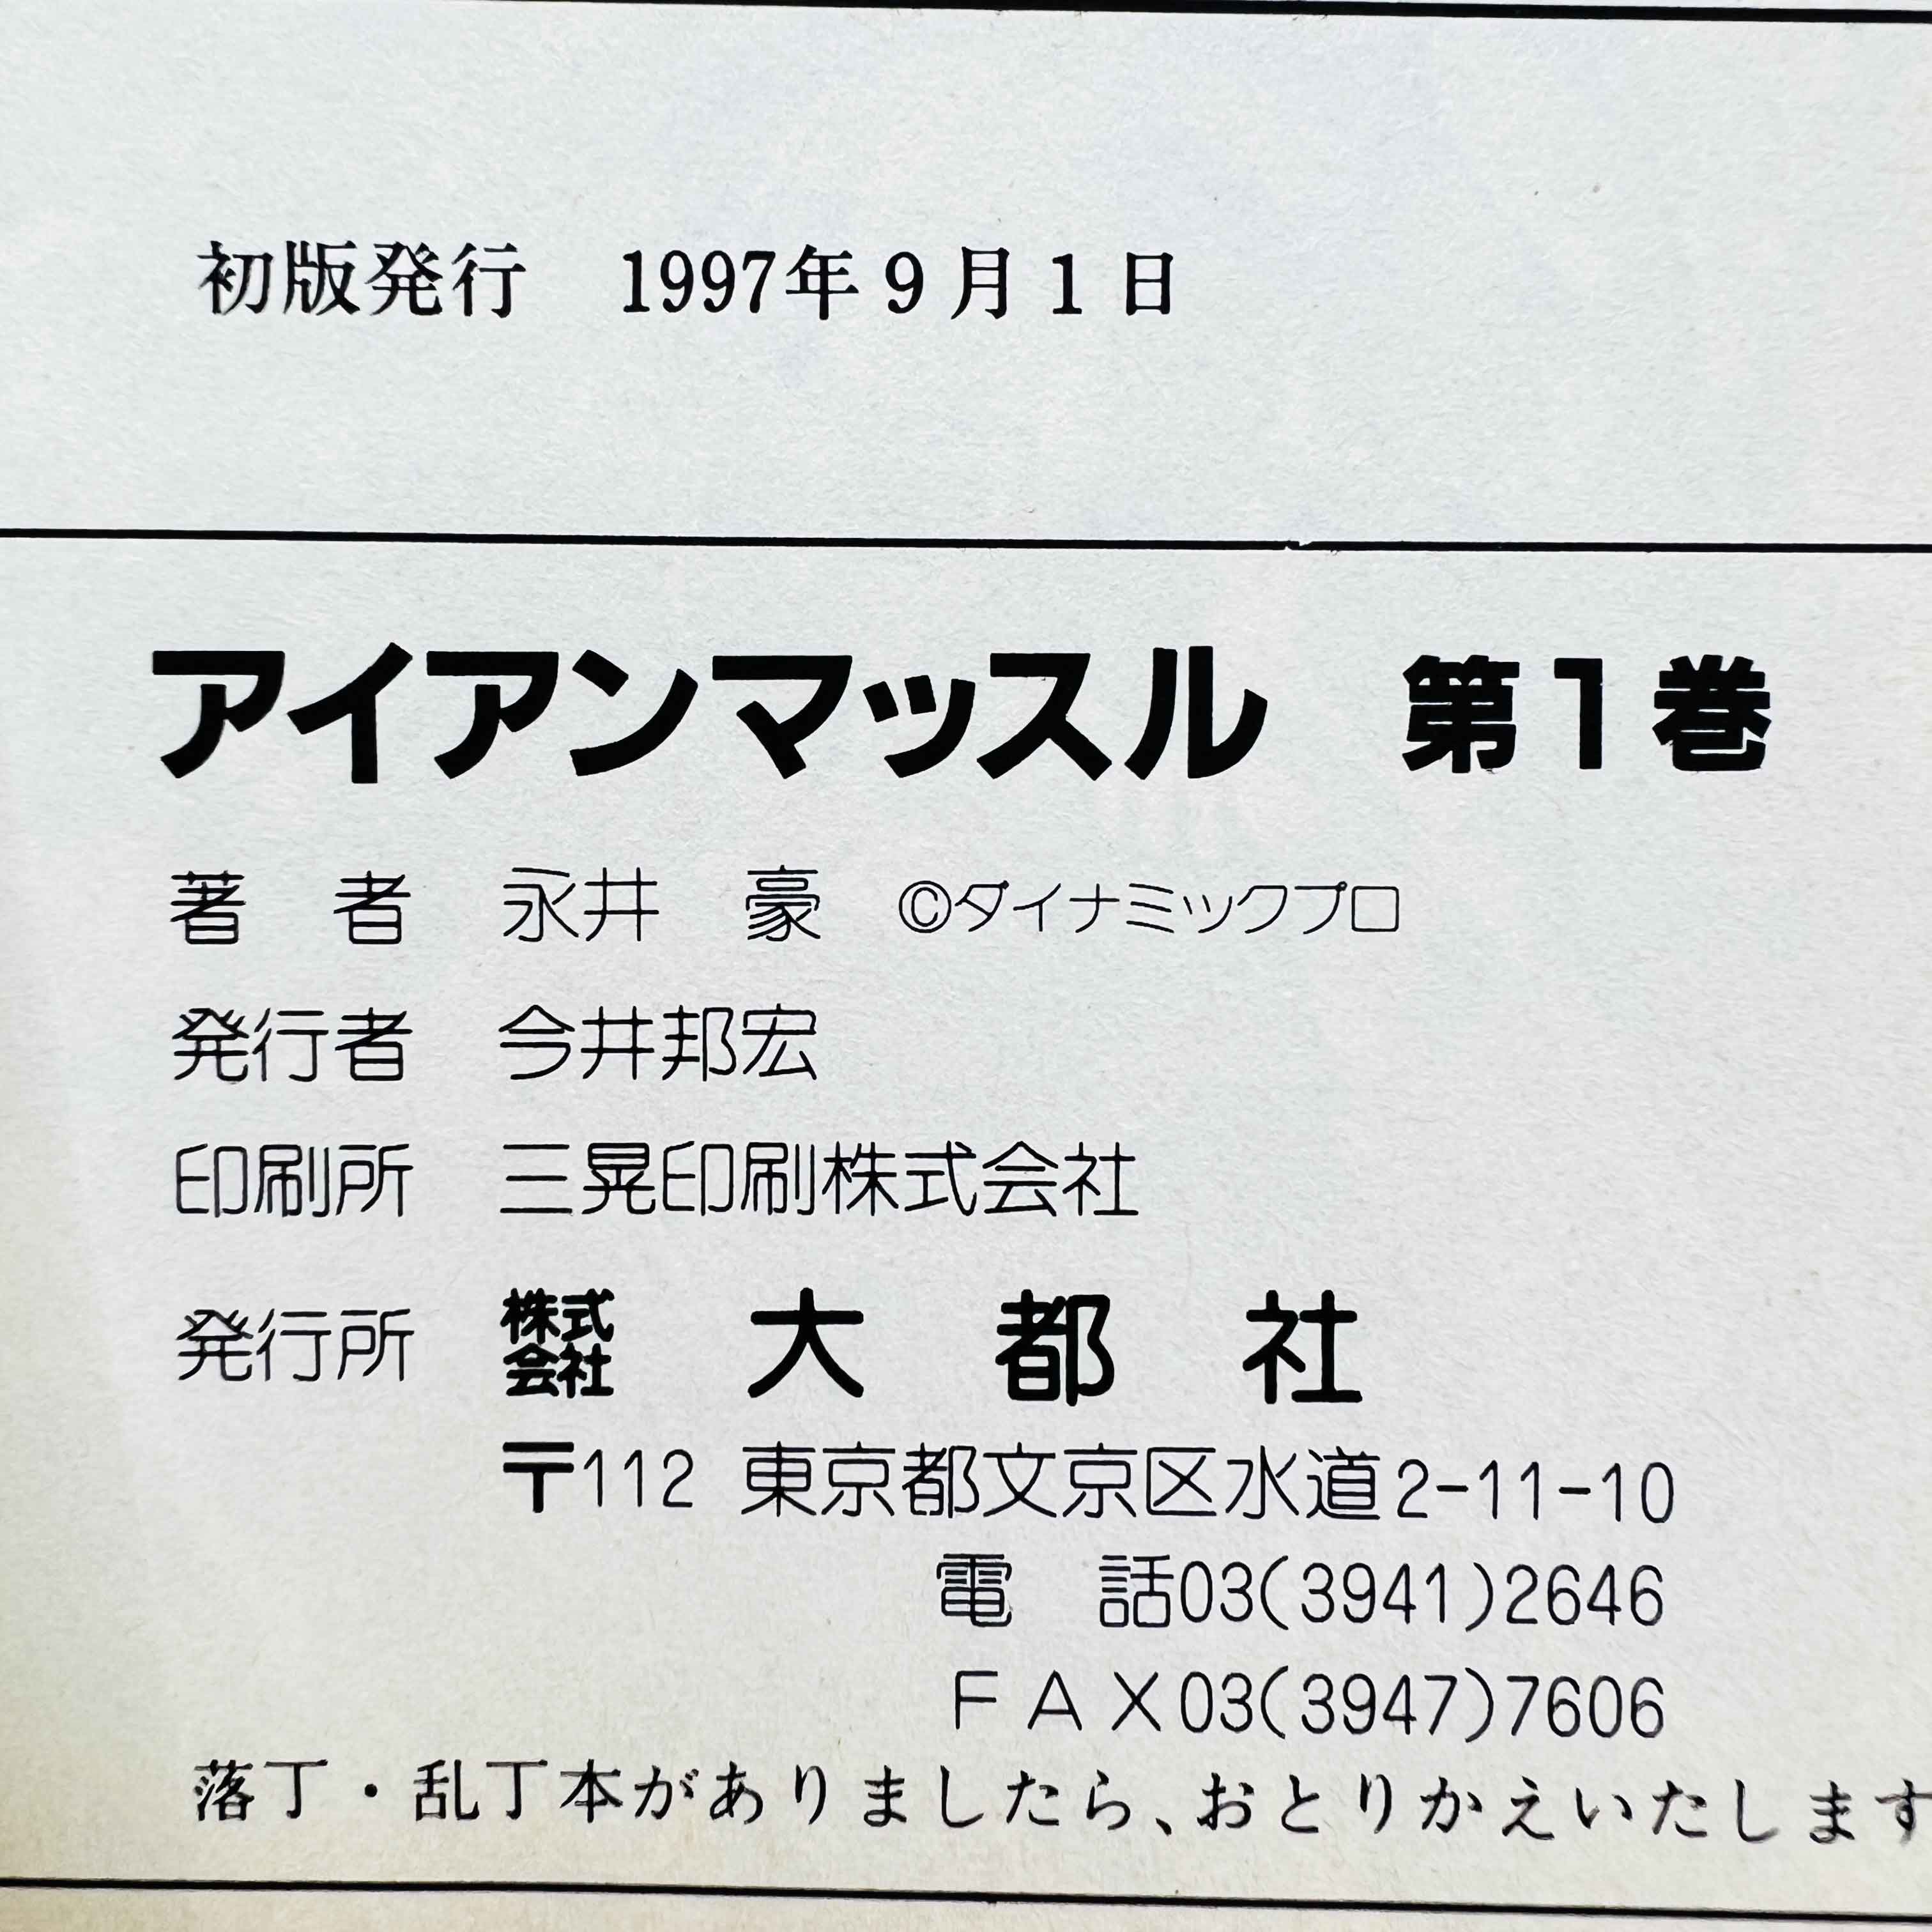 初版発行　1997年9月1日
アイアンマッスル　第1巻
著　者　永井　豪　©ダイナミックプロ
発行者　今井邦宏
印刷所　三晃印刷株式会社
発行所　株式会社　大都社
〒112　東京都文京区水道2-11-10
電　話03(3941)2646
ＦＡＸ03(3947)7606
落丁・乱丁本がありましたら、おとりかえいたします